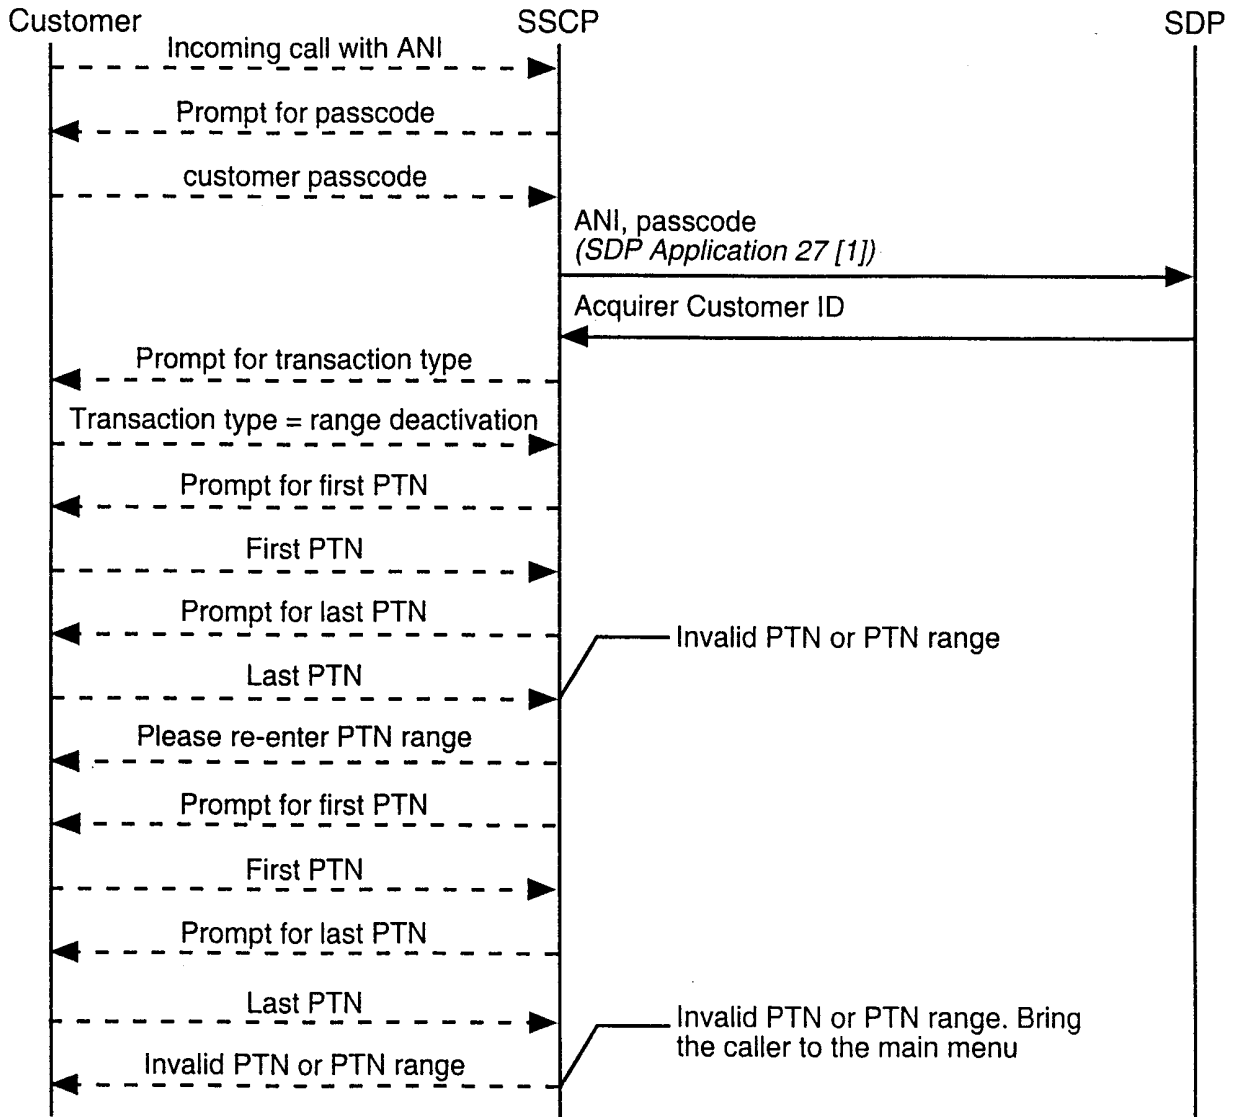 Customer
SSCP
SDP
Incoming call with ANI
Prompt for passcode
customer passcode
ANI, passcode
(SDP Application 27 [1])
Acquirer Customer ID
Prompt for transaction type
Transaction type = range deactivation
Prompt for first PTN
First PTN
Prompt for last PTN
Invalid PTN or PTN range
Last PTN
Please re-enter PTN range
Prompt for first PTN
First PTN
Prompt for last PTN
Last PTN
Invalid PTN or PTN range. Bring
the caller to the main menu
Invalid PTN or PTN range